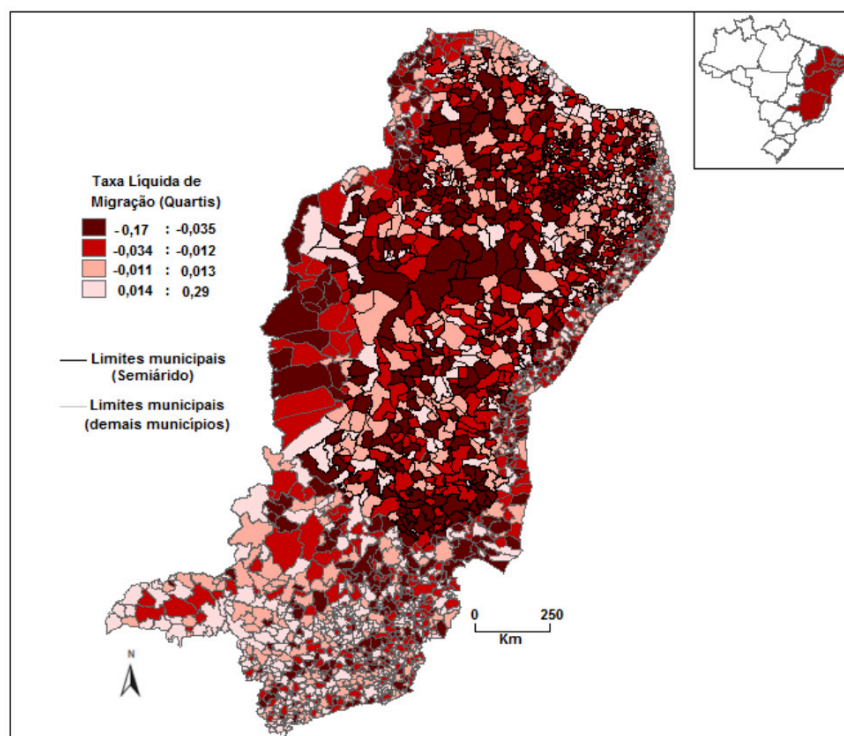 Taxa Líquida de
Migração (Quartis)
- 0,17 : -0,035
-0,034 : -0,012
-0,011 : 0,013
0,014 : 0,29
Limites municipais
(Semiárido)
Limites municipais
(demais municípios)
0 250
Km
N